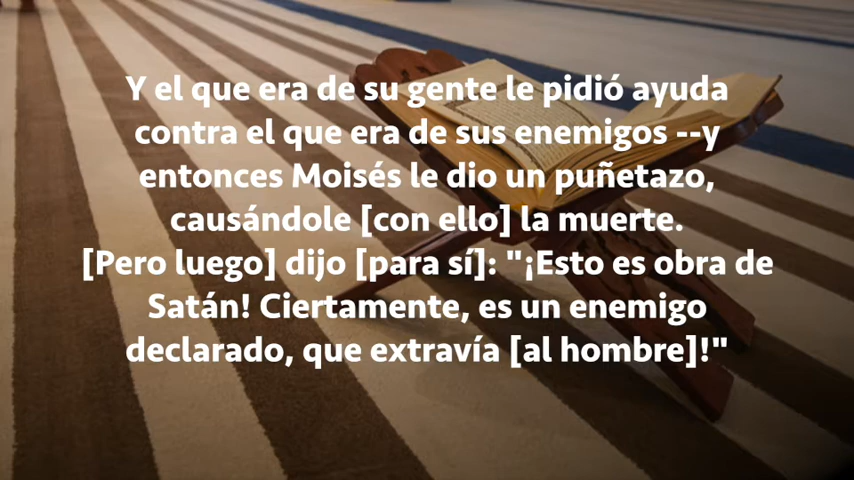 Y el que era de su gente le pidió ayuda
contra el que era de sus enemigos --y
entonces Moisés le dio un puñetazo,
causándole [con ello] la muerte.
[Pero luego] dijo [para sí]: "¡Esto es obra de
Satán! Ciertamente, es un enemigo
declarado, que extravía [al hombre]!"